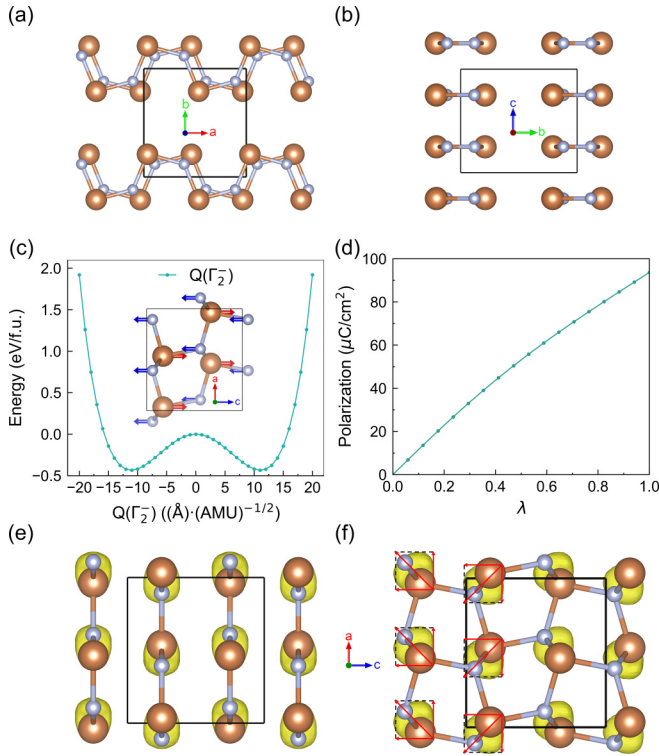 (a)
b
a
(b)
c
b
(c)
Q(Γ₂⁻)
2.0
1.5
1.0
0.5
0.0
−0.5
Energy (eV/f.u.)
a
c
−20 −15 −10 −5 0 5 10 15 20
Q(Γ₂⁻) ((Å)·(AMU)⁻¹ᐟ²)
(d)
100
80
60
40
20
0
Polarization (μC/cm²)
0.0 0.2 0.4 0.6 0.8 1.0
λ
(e)
(f)
a
c